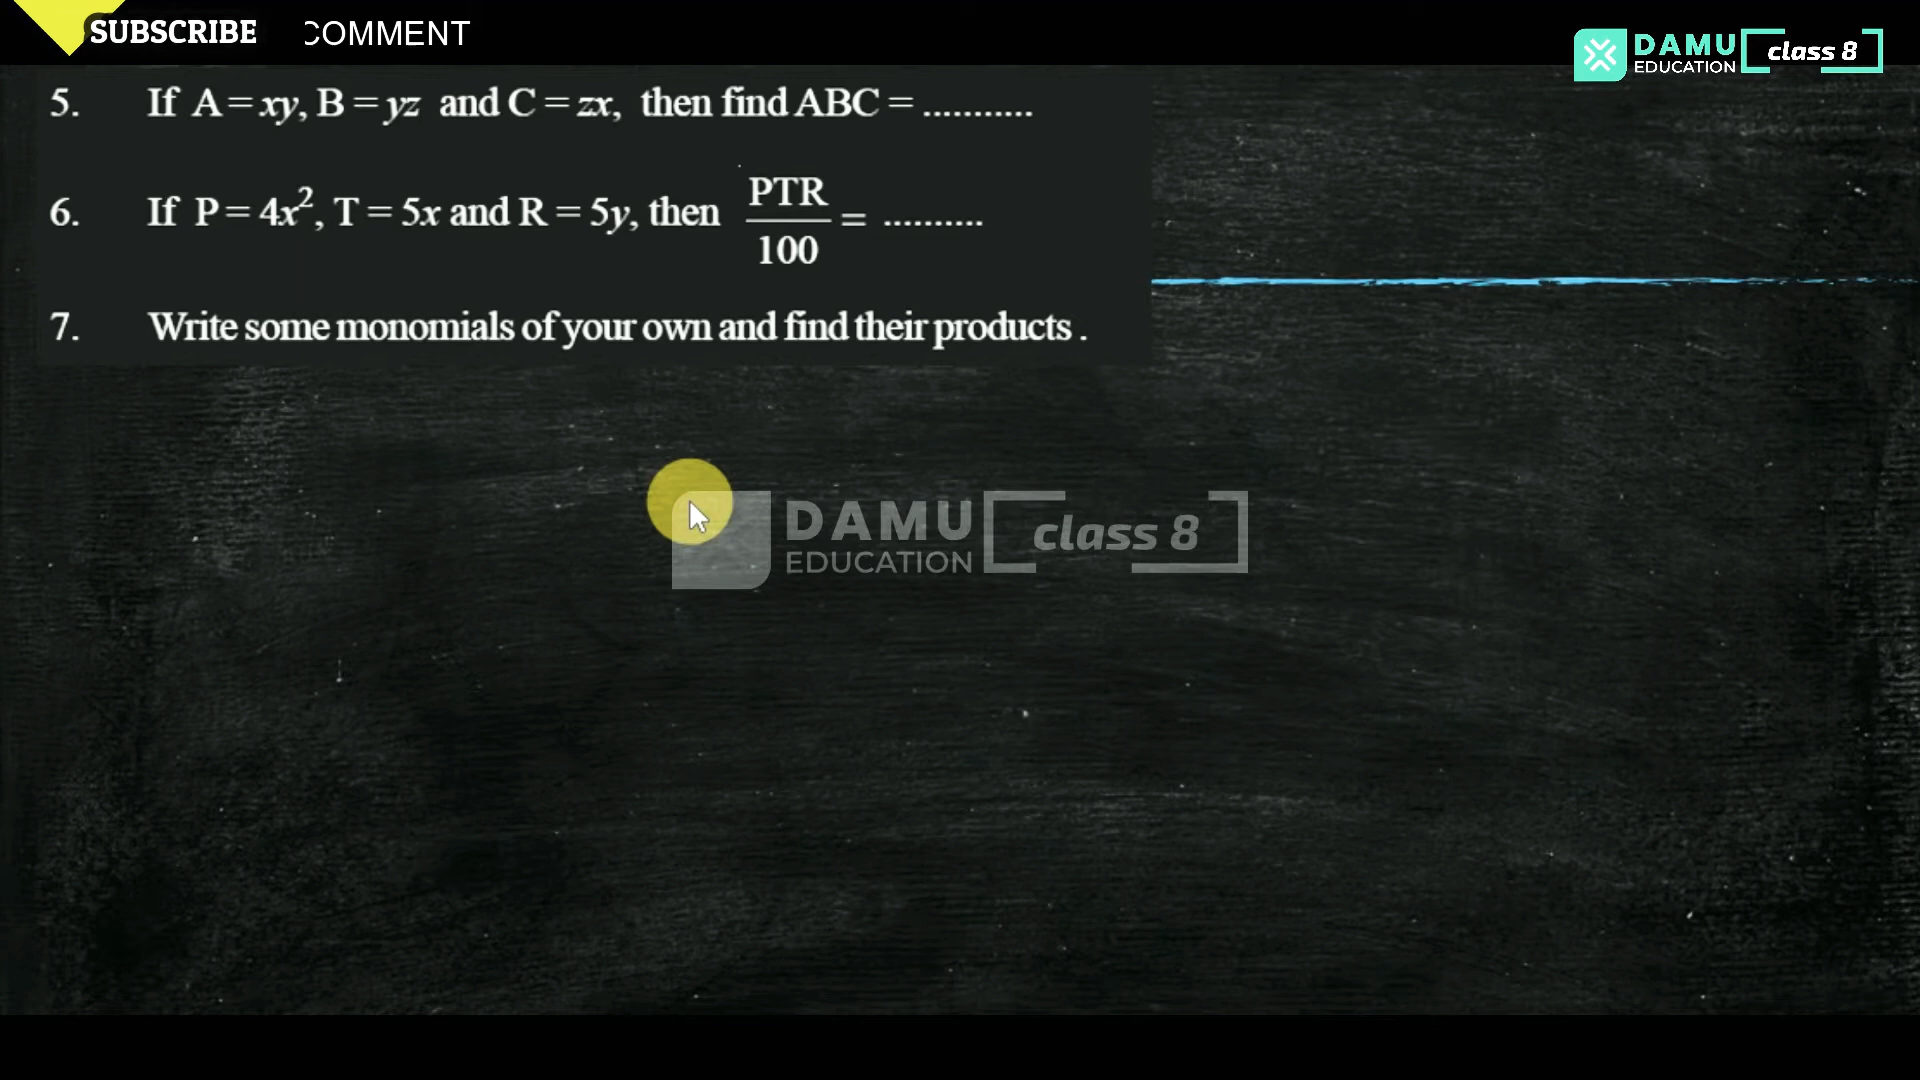 SUBSCRIBE COMMENT
DAMU EDUCATION class 8
5. If A = xy, B = yz and C = zx, then find ABC = ...........
6. If P = 4x², T = 5x and R = 5y, then PTR/100 = ..........
7. Write some monomials of your own and find their products .
DAMU EDUCATION class 8